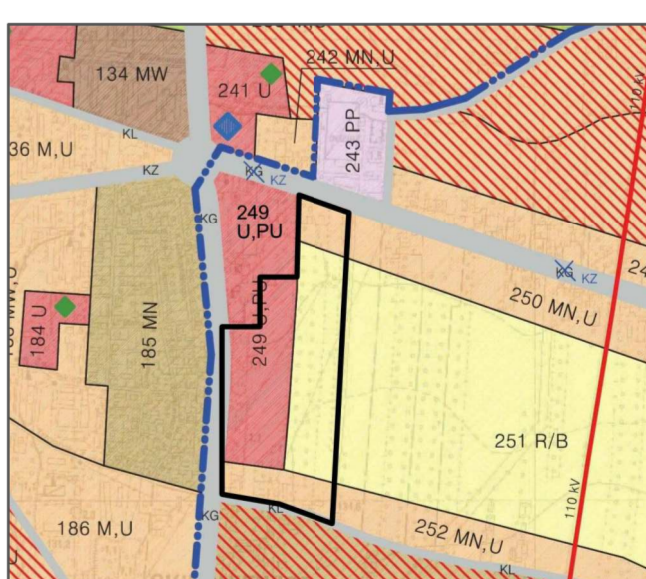 134 MW
241 U
242 MN,U
110 kV
243 PP
KL
36 M,U
KZ
KG KZ
KG
249
U,PU
249 U,PU
KG KZ
24
250 MN,U
184 U
185 MN
251 R/B
110 kV
KG
KL
186 M,U
252 MN,U
KL
U